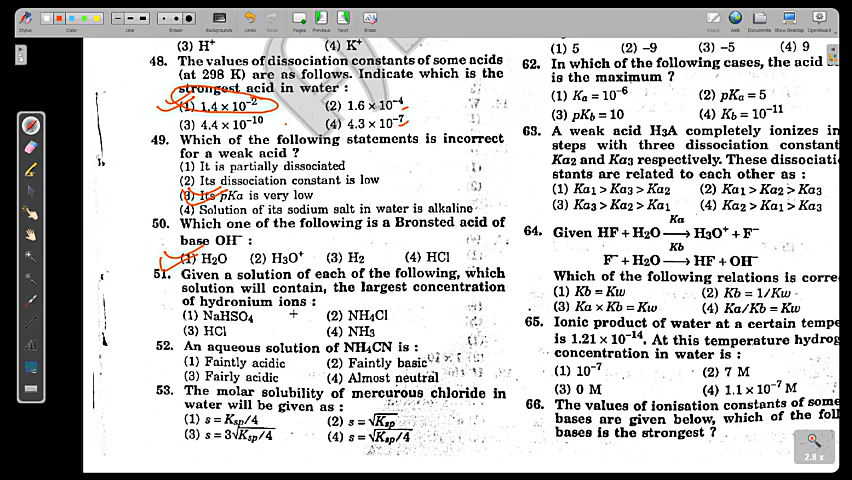 Stylus
Color
Backgrounds
Undo
Redo
Pages
Previous
Next
Erase
Board
Web
Documents
Show Desktop
OpenBoard
(3) H⁺ (4) K⁺
48. The values of dissociation constants of some acids
(at 298 K) are as follows. Indicate which is the
strongest acid in water :
(1) 1.4 × 10⁻² (2) 1.6 × 10⁻⁴
(3) 4.4 × 10⁻¹⁰ (4) 4.3 × 10⁻⁷
49. Which of the following statements is incorrect
for a weak acid ?
(1) It is partially dissociated
(2) Its dissociation constant is low
(3) Its pKa is very low
(4) Solution of its sodium salt in water is alkaline
50. Which one of the following is a Bronsted acid of
base OH⁻ :
(1) H₂O (2) H₃O⁺ (3) H₂ (4) HCl
51. Given a solution of each of the following, which
solution will contain, the largest concentration
of hydronium ions :
(1) NaHSO₄ (2) NH₄Cl
(3) HCl (4) NH₃
52. An aqueous solution of NH₄CN is :
(1) Faintly acidic (2) Faintly basic
(3) Fairly acidic (4) Almost neutral
53. The molar solubility of mercurous chloride in
water will be given as :
(1) s = Ksp/4 (2) s = √Ksp
(3) s = 3√Ksp/4 (4) s = √Ksp/4
(1) 5 (2) –9 (3) –5 (4) 9
62. In which of the following cases, the acid
is the maximum ?
(1) Kₐ = 10⁻⁶ (2) pKₐ = 5
(3) pKb = 10 (4) Kb = 10⁻¹¹
63. A weak acid H₃A completely ionizes in
steps with three dissociation constant
Ka₂ and Ka₃ respectively. These dissociati
stants are related to each other as :
(1) Ka₁ > Ka₃ > Ka₂ (2) Ka₁ > Ka₂ > Ka₃
(3) Ka₃ > Ka₂ > Ka₁ (4) Ka₂ > Ka₁ > Ka₃
Ka
64. Given HF + H₂O ⟶ H₃O⁺ + F⁻
Kb
F⁻ + H₂O ⟶ HF + OH⁻
Which of the following relations is corre
(1) Kb = Kw (2) Kb = 1/Kw
(3) Ka × Kb = Kw (4) Ka/Kb = Kw
65. Ionic product of water at a certain tempe
is 1.21 × 10⁻¹⁴. At this temperature hydrog
concentration in water is :
(1) 10⁻⁷ (2) 7 M
(3) 0 M (4) 1.1 × 10⁻⁷ M
66. The values of ionisation constants of some
bases are given below, which of the foll
bases is the strongest ?
2.8 x